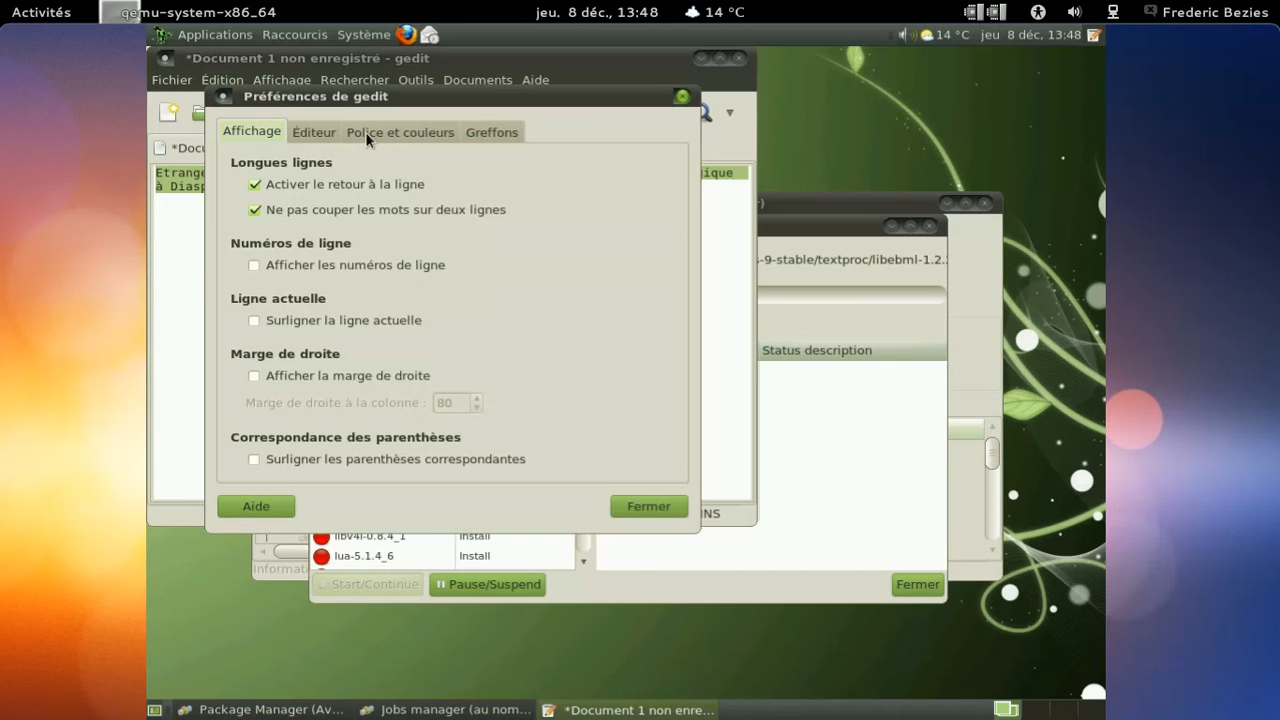 Activités qemu-system-x86_64 jeu. 8 déc., 13:48 14 °C Frederic Bezies
Applications Raccourcis Système 14 °C jeu 8 déc, 13:48
*Document 1 non enregistré - gedit
Fichier Édition Affichage Rechercher Outils Documents Aide
Préférences de gedit
*Docu
Affichage Éditeur Police et couleurs Greffons
Etrange
gique
à Diasp
Longues lignes
Activer le retour à la ligne
Ne pas couper les mots sur deux lignes
Numéros de ligne
Afficher les numéros de ligne
Ligne actuelle
Surligner la ligne actuelle
Marge de droite
Afficher la marge de droite
Marge de droite à la colonne : 80
Correspondance des parenthèses
Surligner les parenthèses correspondantes
Aide Fermer
INS
-9-stable/textproc/libebml-1.2.
Status description
libv4l-0.8.4_1 Install
lua-5.1.4_6 Install
Informati
Start/Continue Pause/Suspend Fermer
Package Manager (Av... Jobs manager (au nom... *Document 1 non enre...